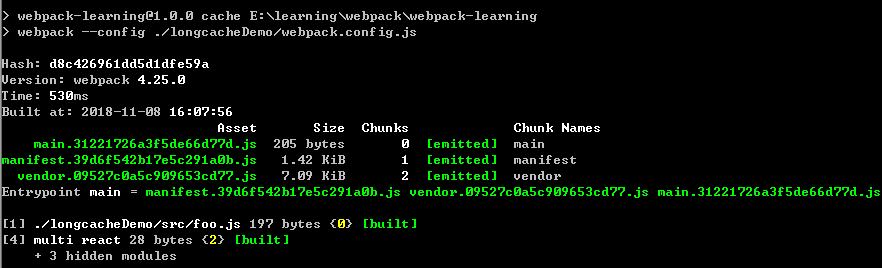 > webpack-learning@1.0.0 cache E:\learning\webpack\webpack-learning
> webpack --config ./longcacheDemo/webpack.config.js
Hash: d8c426961dd5d1dfe59a
Version: webpack 4.25.0
Time: 530ms
Built at: 2018-11-08 16:07:56
Asset Size Chunks Chunk Names
main.31221726a3f5de66d77d.js 205 bytes 0 [emitted] main
manifest.39d6f542b17e5c291a0b.js 1.42 KiB 1 [emitted] manifest
vendor.09527c0a5c909653cd77.js 7.09 KiB 2 [emitted] vendor
Entrypoint main = manifest.39d6f542b17e5c291a0b.js vendor.09527c0a5c909653cd77.js main.31221726a3f5de66d77d.js
[1] ./longcacheDemo/src/foo.js 197 bytes {0} [built]
[4] multi react 28 bytes {2} [built]
+ 3 hidden modules